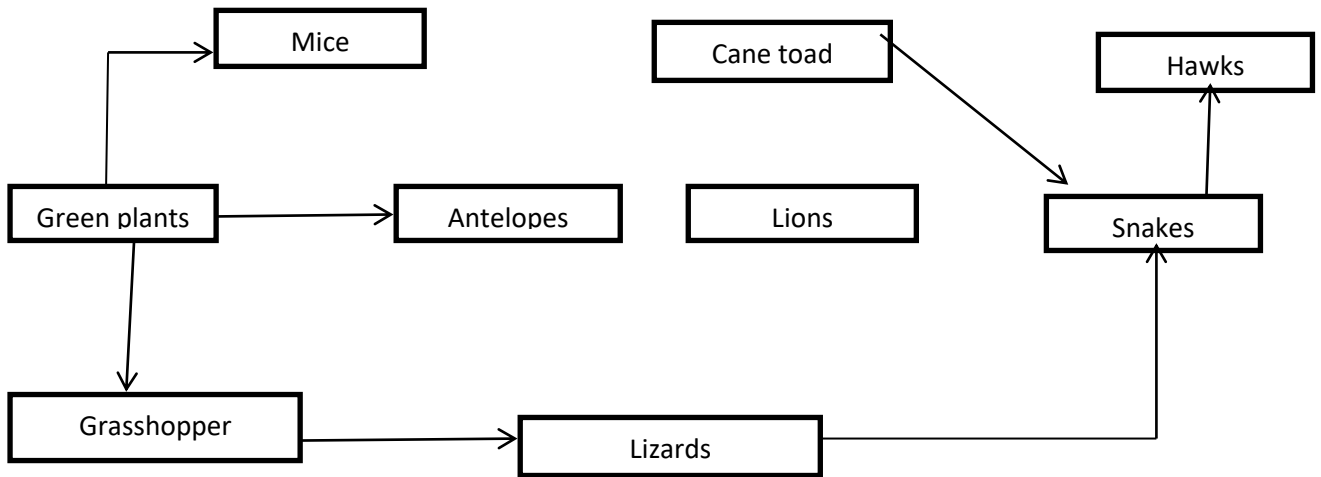 Mice
Cane toad
Hawks
Green plants
Antelopes
Lions
Snakes
Grasshopper
Lizards